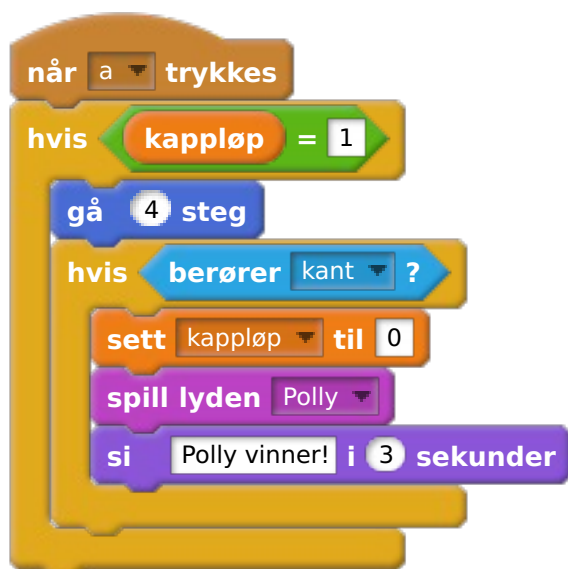 når a trykkes
hvis kappløp = 1
gå 4 steg
hvis berører kant ?
sett kappløp til 0
spill lyden Polly
si Polly vinner! i 3 sekunder